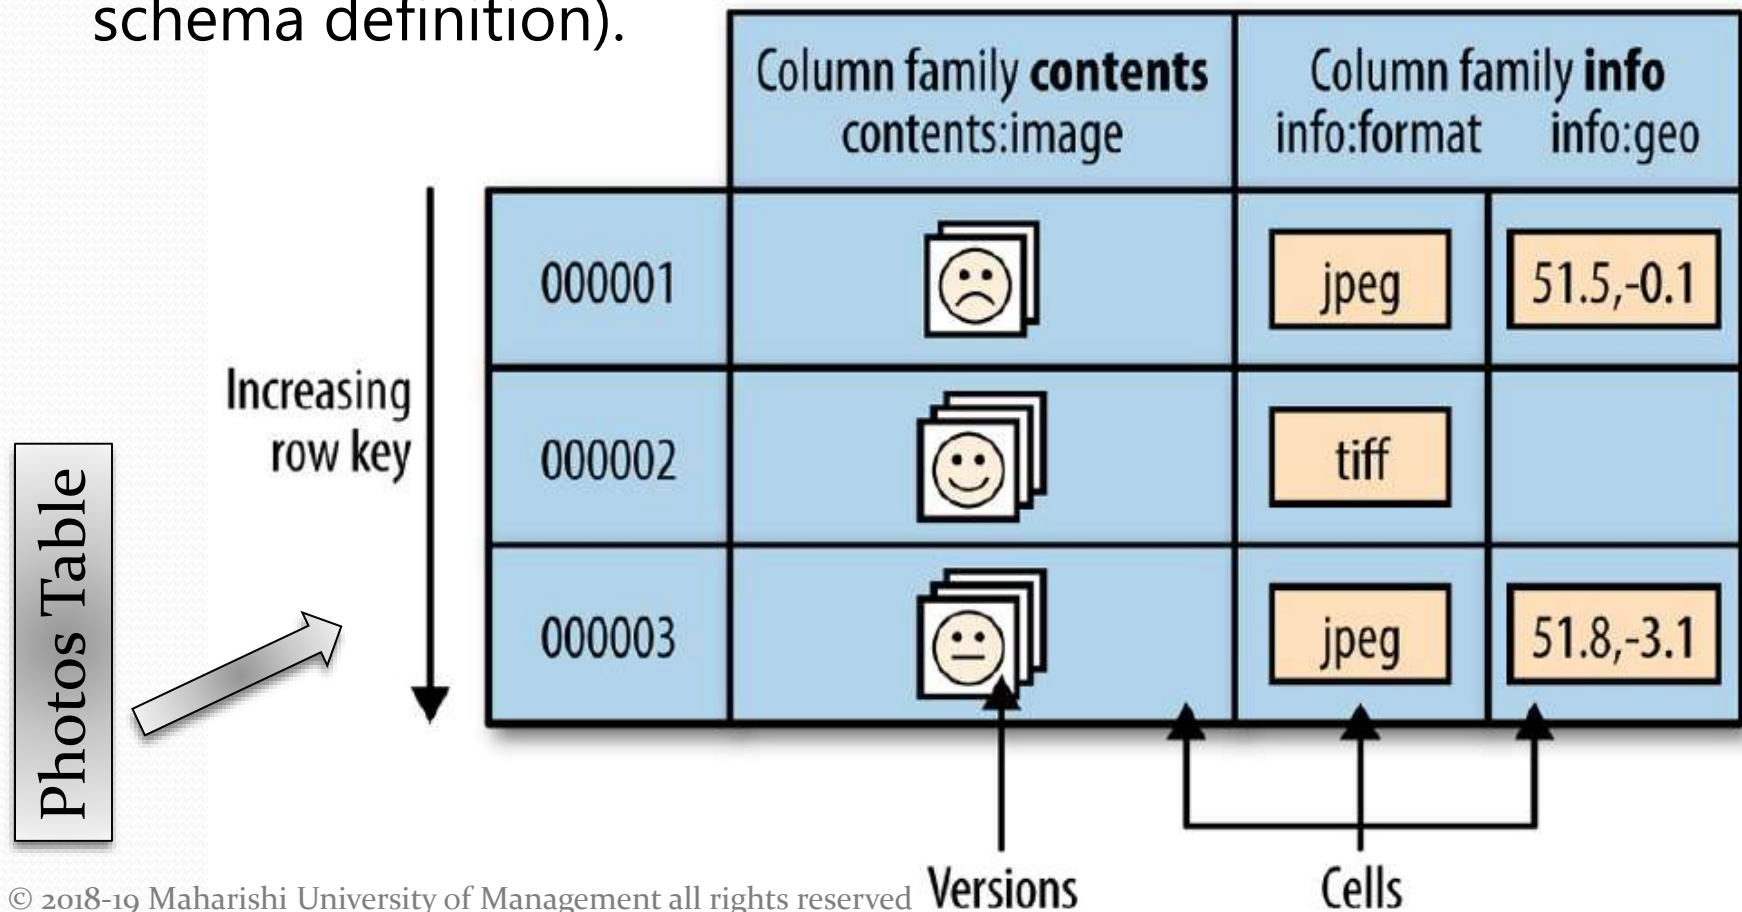 schema definition).
Column family contents
contents:image
Column family info
info:format info:geo
000001
jpeg
51.5,-0.1
Increasing
row key
000002
tiff
Photos Table
000003
jpeg
51.8,-3.1
Versions
Cells
© 2018-19 Maharishi University of Management all rights reserved